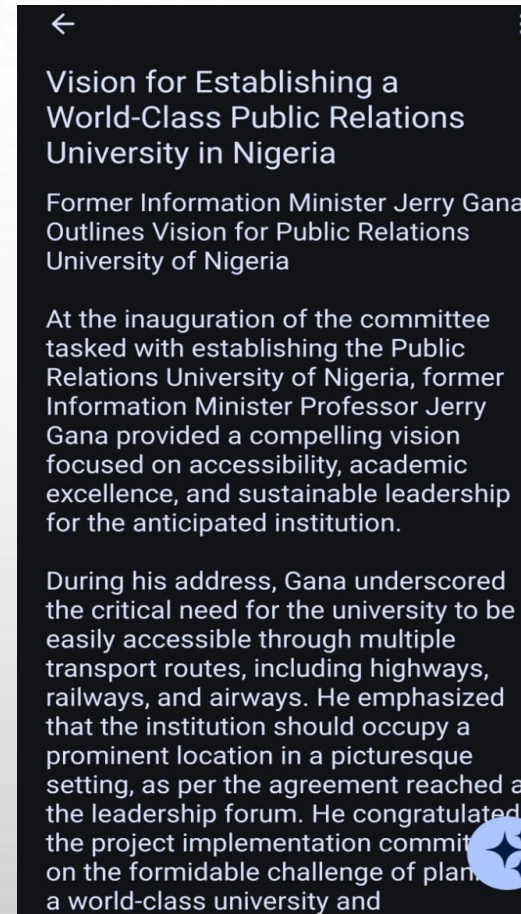 Vision for Establishing a
World-Class Public Relations
University in Nigeria
Former Information Minister Jerry Gana
Outlines Vision for Public Relations
University of Nigeria
At the inauguration of the committee
tasked with establishing the Public
Relations University of Nigeria, former
Information Minister Professor Jerry
Gana provided a compelling vision
focused on accessibility, academic
excellence, and sustainable leadership
for the anticipated institution.
During his address, Gana underscored
the critical need for the university to be
easily accessible through multiple
transport routes, including highways,
railways, and airways. He emphasized
that the institution should occupy a
prominent location in a picturesque
setting, as per the agreement reached
the leadership forum. He congratulated
the project implementation
on the formidable challenge of
a world-class university and